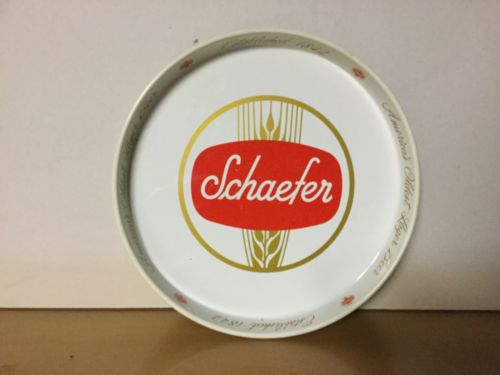 Established 1842
Schaefer
America's Oldest Lager Beer
Established 1842